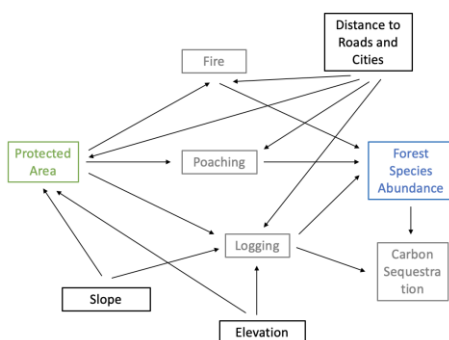 Distance to
Roads and
Cities
Fire
Protected
Area
Poaching
Forest
Species
Abundance
Logging
Carbon
Sequestra
tion
Slope
Elevation